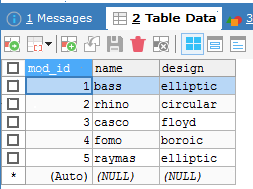 1 Messages 2 Table Data 3
mod_id name design
1 bass elliptic
2 rhino circular
3 casco floyd
4 fomo boroic
5 raymas elliptic
* (Auto) (NULL) (NULL)